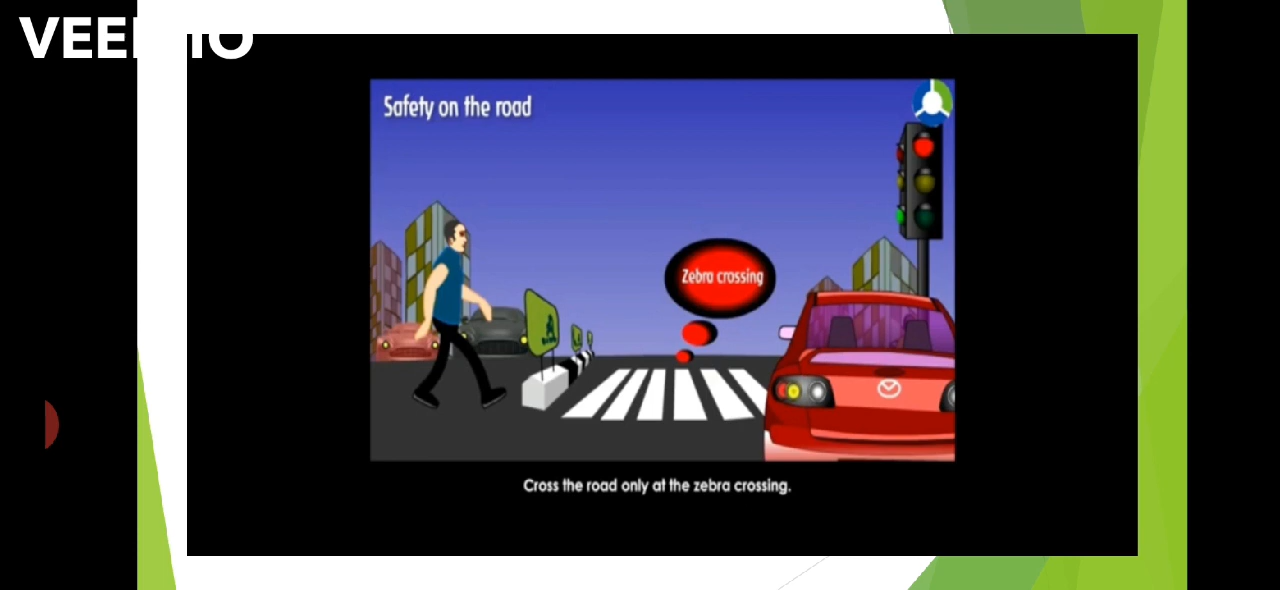 Safety on the road
Zebra crossing
Cross the road only at the zebra crossing.